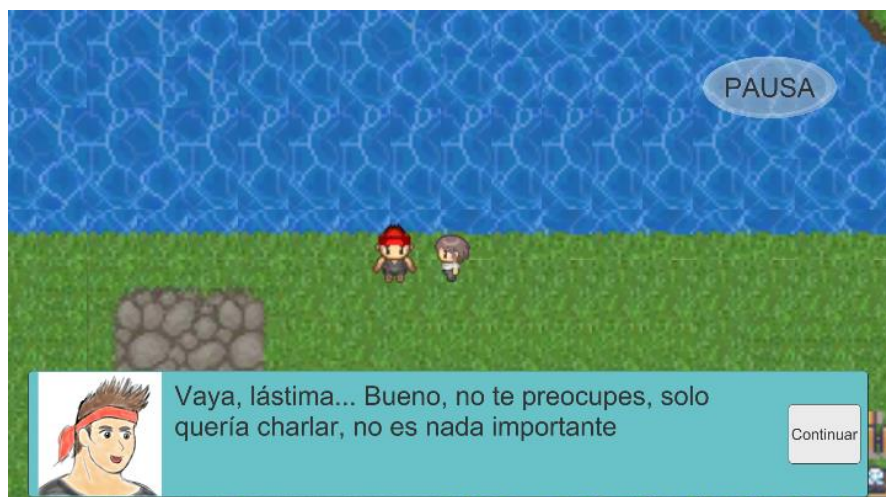 PAUSA
Vaya, lástima... Bueno, no te preocupes, solo
quería charlar, no es nada importante
Continuar